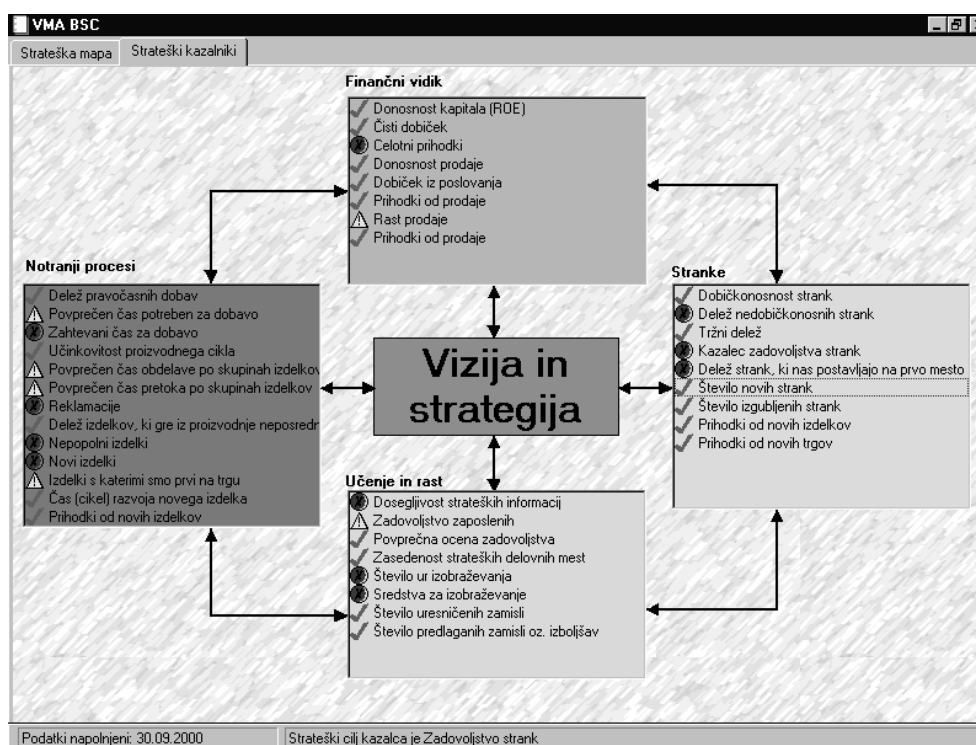 VMA BSC
Strateška mapa
Strateški kazalniki
Finančni vidik
Donosnost kapitala (ROE)
Čisti dobiček
Celotni prihodki
Donosnost prodaje
Dobiček iz poslovanja
Prihodki od prodaje
Rast prodaje
Prihodki od prodaje
Notranji procesi
Delež pravočasnih dobav
Povprečen čas potreben za dobavo
Zahtevani čas za dobavo
Učinkovitost proizvodnega cikla
Povprečen čas obdelave po skupinah izdelkov
Povprečen čas pretoka po skupinah izdelkov
Reklamacije
Delež izdelkov, ki gre iz proizvodnje neposredr
Nepopolni izdelki
Novi izdelki
Izdelki s katerimi smo prvi na trgu
Čas (cikel) razvoja novega izdelka
Prihodki od novih izdelkov
Vizija in
strategija
Stranke
Dobičkonosnost strank
Delež nedobičkonosnih strank
Tržni delež
Kazalec zadovoljstva strank
Delež strank, ki nas postavljajo na prvo mesto
Število novih strank
Število izgubljenih strank
Prihodki od novih izdelkov
Prihodki od novih trgov
Učenje in rast
Dosegljivost strateških informacij
Zadovoljstvo zaposlenih
Povprečna ocena zadovoljstva
Zasedenost strateških delovnih mest
Število ur izobraževanja
Sredstva za izobraževanje
Število uresničenih zamisli
Število predlaganih zamisli oz. izboljšav
Podatki napolnjeni: 30.09.2000
Strateški cilj kazalca je Zadovoljstvo strank